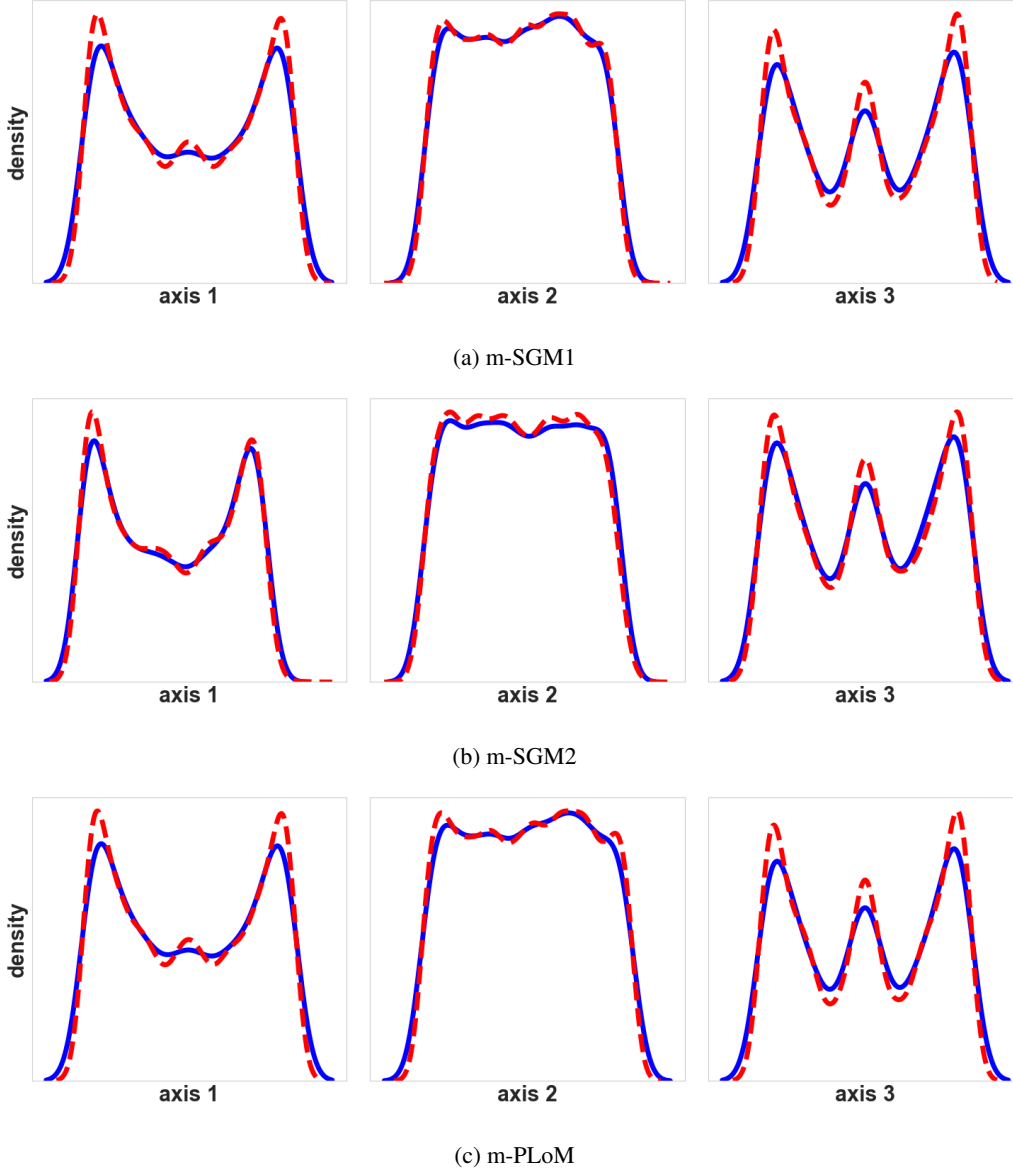 density
axis 1
axis 2
axis 3
(a) m-SGM1
density
axis 1
axis 2
axis 3
(b) m-SGM2
density
axis 1
axis 2
axis 3
(c) m-PLoM